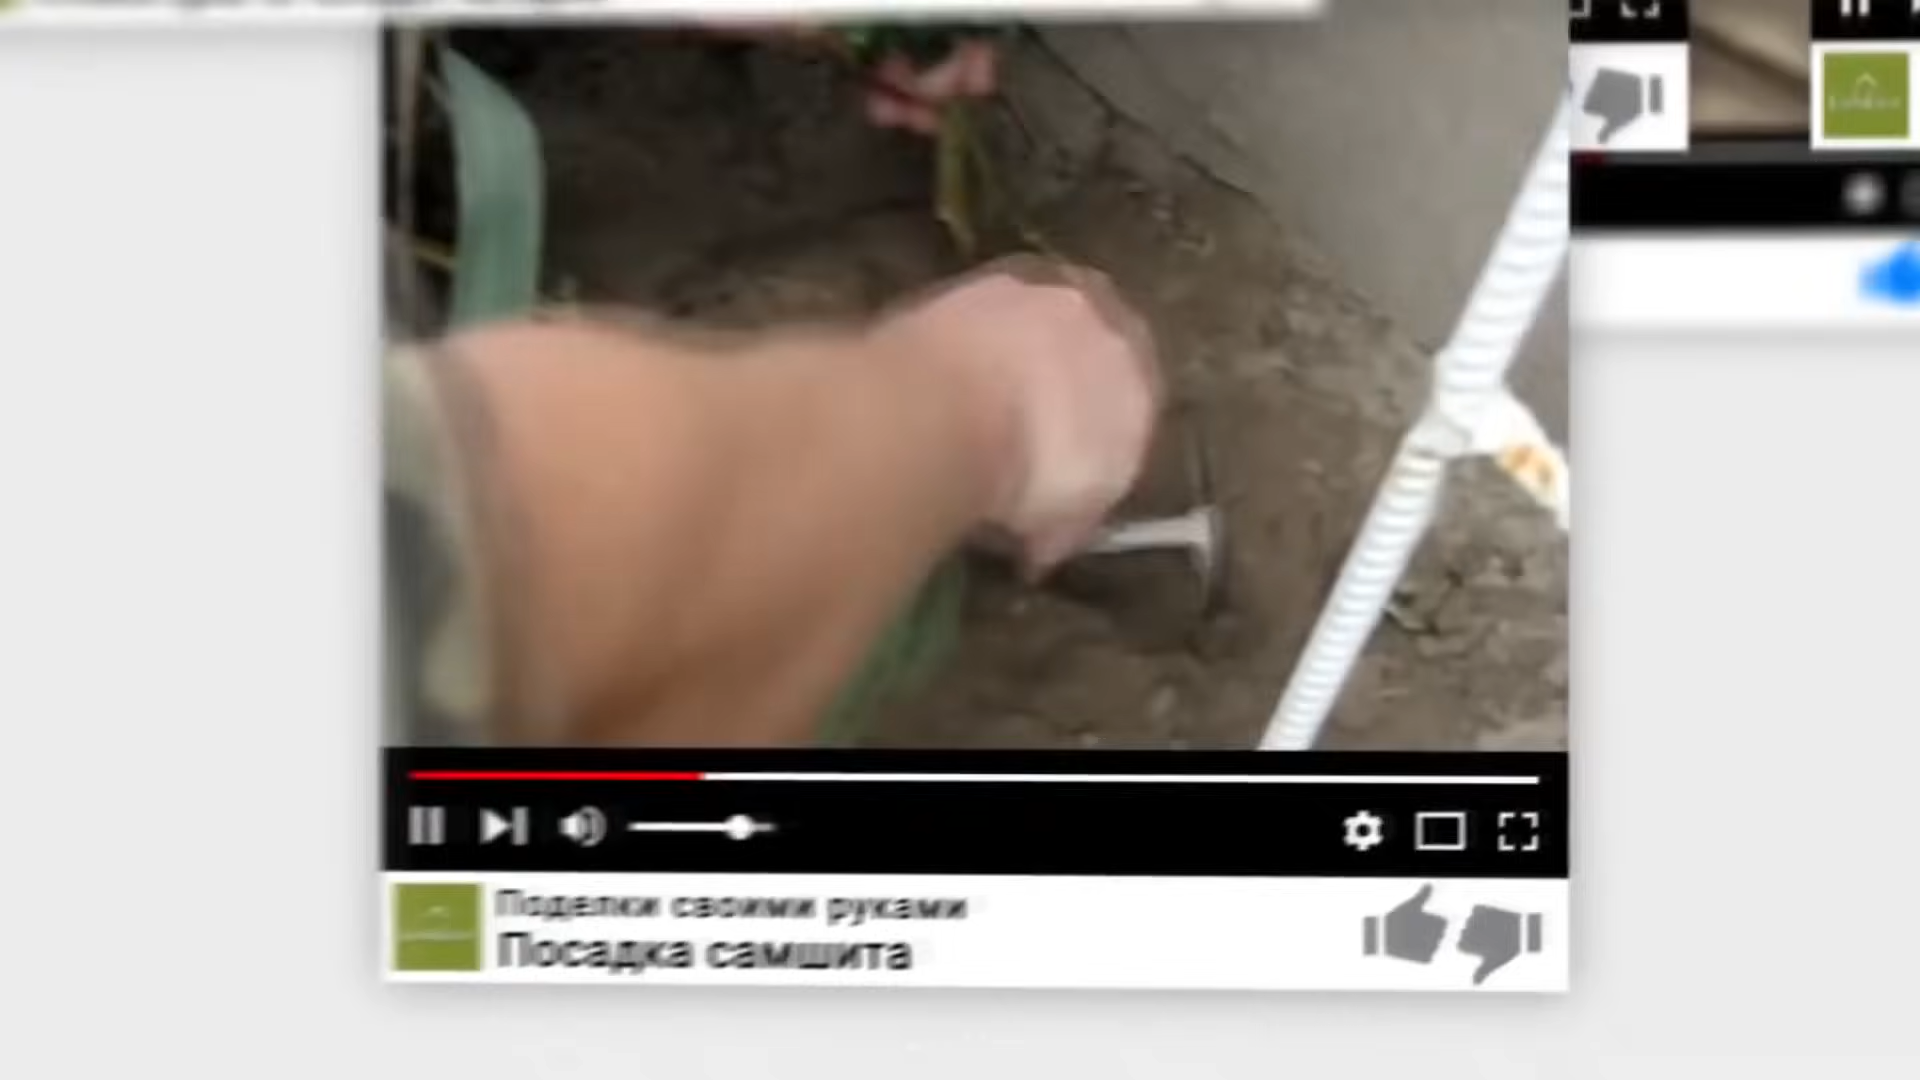 Поделки своими руками
Посадка самшита